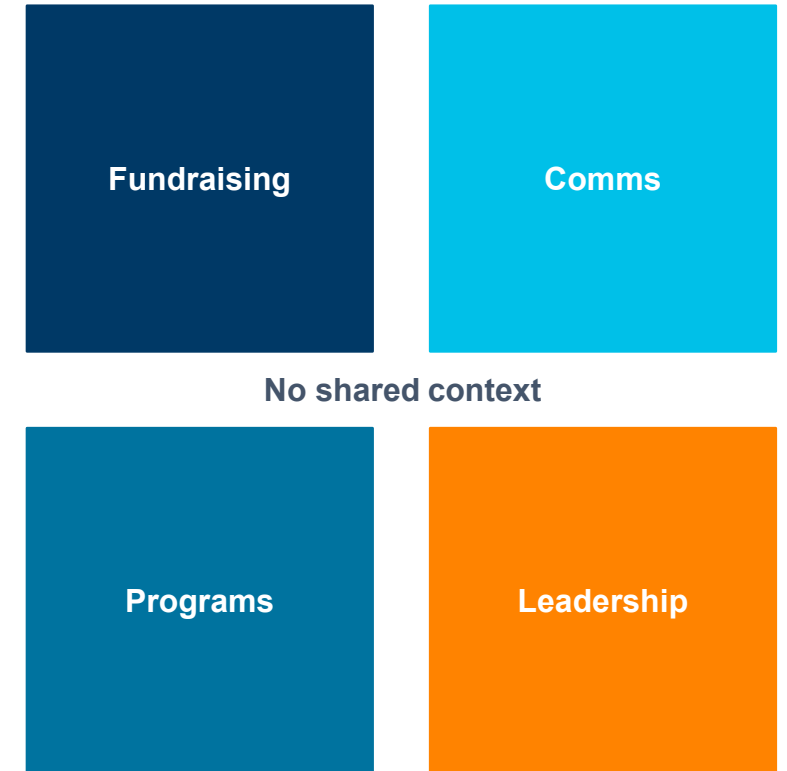 Fundraising
Comms
No shared context
Programs
Leadership